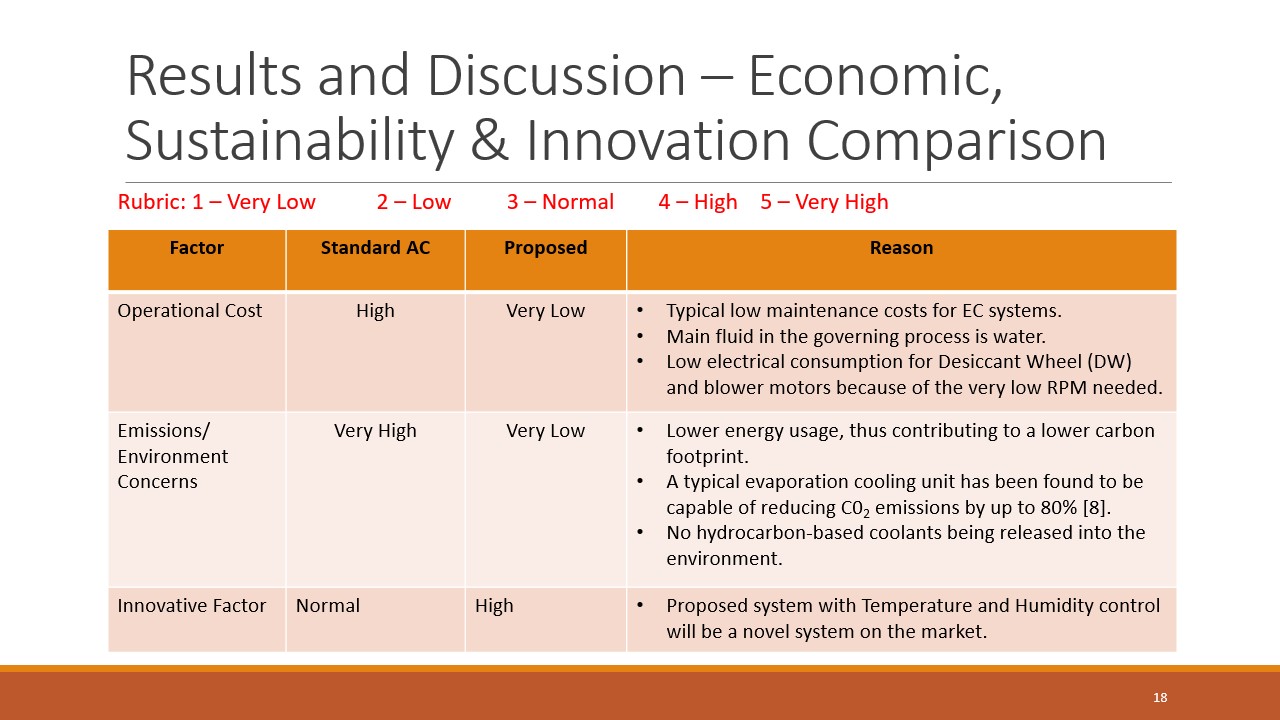 Results and Discussion – Economic,
Sustainability & Innovation Comparison
Rubric: 1 – Very Low 2 – Low 3 – Normal 4 – High 5 – Very High
Factor Standard AC Proposed Reason
Operational Cost High Very Low • Typical low maintenance costs for EC systems.
• Main fluid in the governing process is water.
• Low electrical consumption for Desiccant Wheel (DW)
and blower motors because of the very low RPM needed.
Emissions/ Very High Very Low • Lower energy usage, thus contributing to a lower carbon
Environment footprint.
Concerns • A typical evaporation cooling unit has been found to be
capable of reducing C0₂ emissions by up to 80% [8].
• No hydrocarbon-based coolants being released into the
environment.
Innovative Factor Normal High • Proposed system with Temperature and Humidity control
will be a novel system on the market.
18